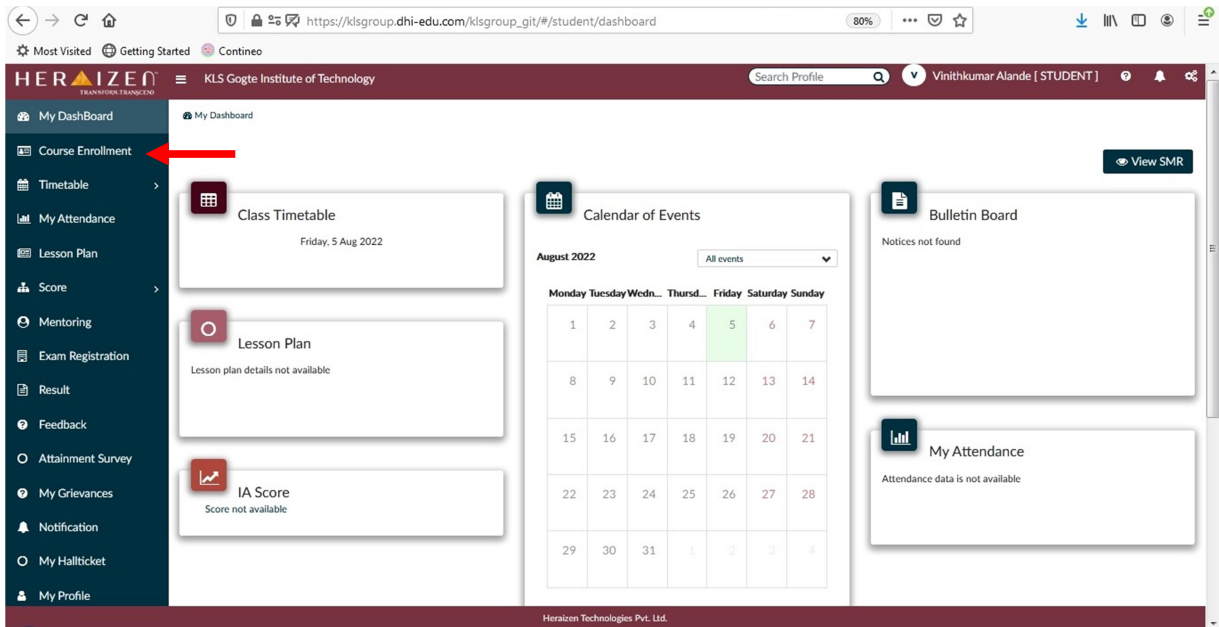 https://klsgroup.dhi-edu.com/klsgroup_git/#/student/dashboard
80%
Most Visited Getting Started Contineo
HERAIZEN
TRANSFORM.TRANSCEND
KLS Gogte Institute of Technology
Search Profile
V
Vinithkumar Alande [ STUDENT ]
My DashBoard
Course Enrollment
Timetable
My Attendance
Lesson Plan
Score
Mentoring
Exam Registration
Result
Feedback
Attainment Survey
My Grievances
Notification
My Hallticket
My Profile
My Dashboard
View SMR
Class Timetable
Friday, 5 Aug 2022
Lesson Plan
Lesson plan details not available
IA Score
Score not available
Calendar of Events
August 2022
All events
Monday Tuesday Wedn... Thursd... Friday Saturday Sunday
1 2 3 4 5 6 7
8 9 10 11 12 13 14
15 16 17 18 19 20 21
22 23 24 25 26 27 28
29 30 31 1 2 3 4
Bulletin Board
Notices not found
My Attendance
Attendance data is not available
Heraizen Technologies Pvt. Ltd.